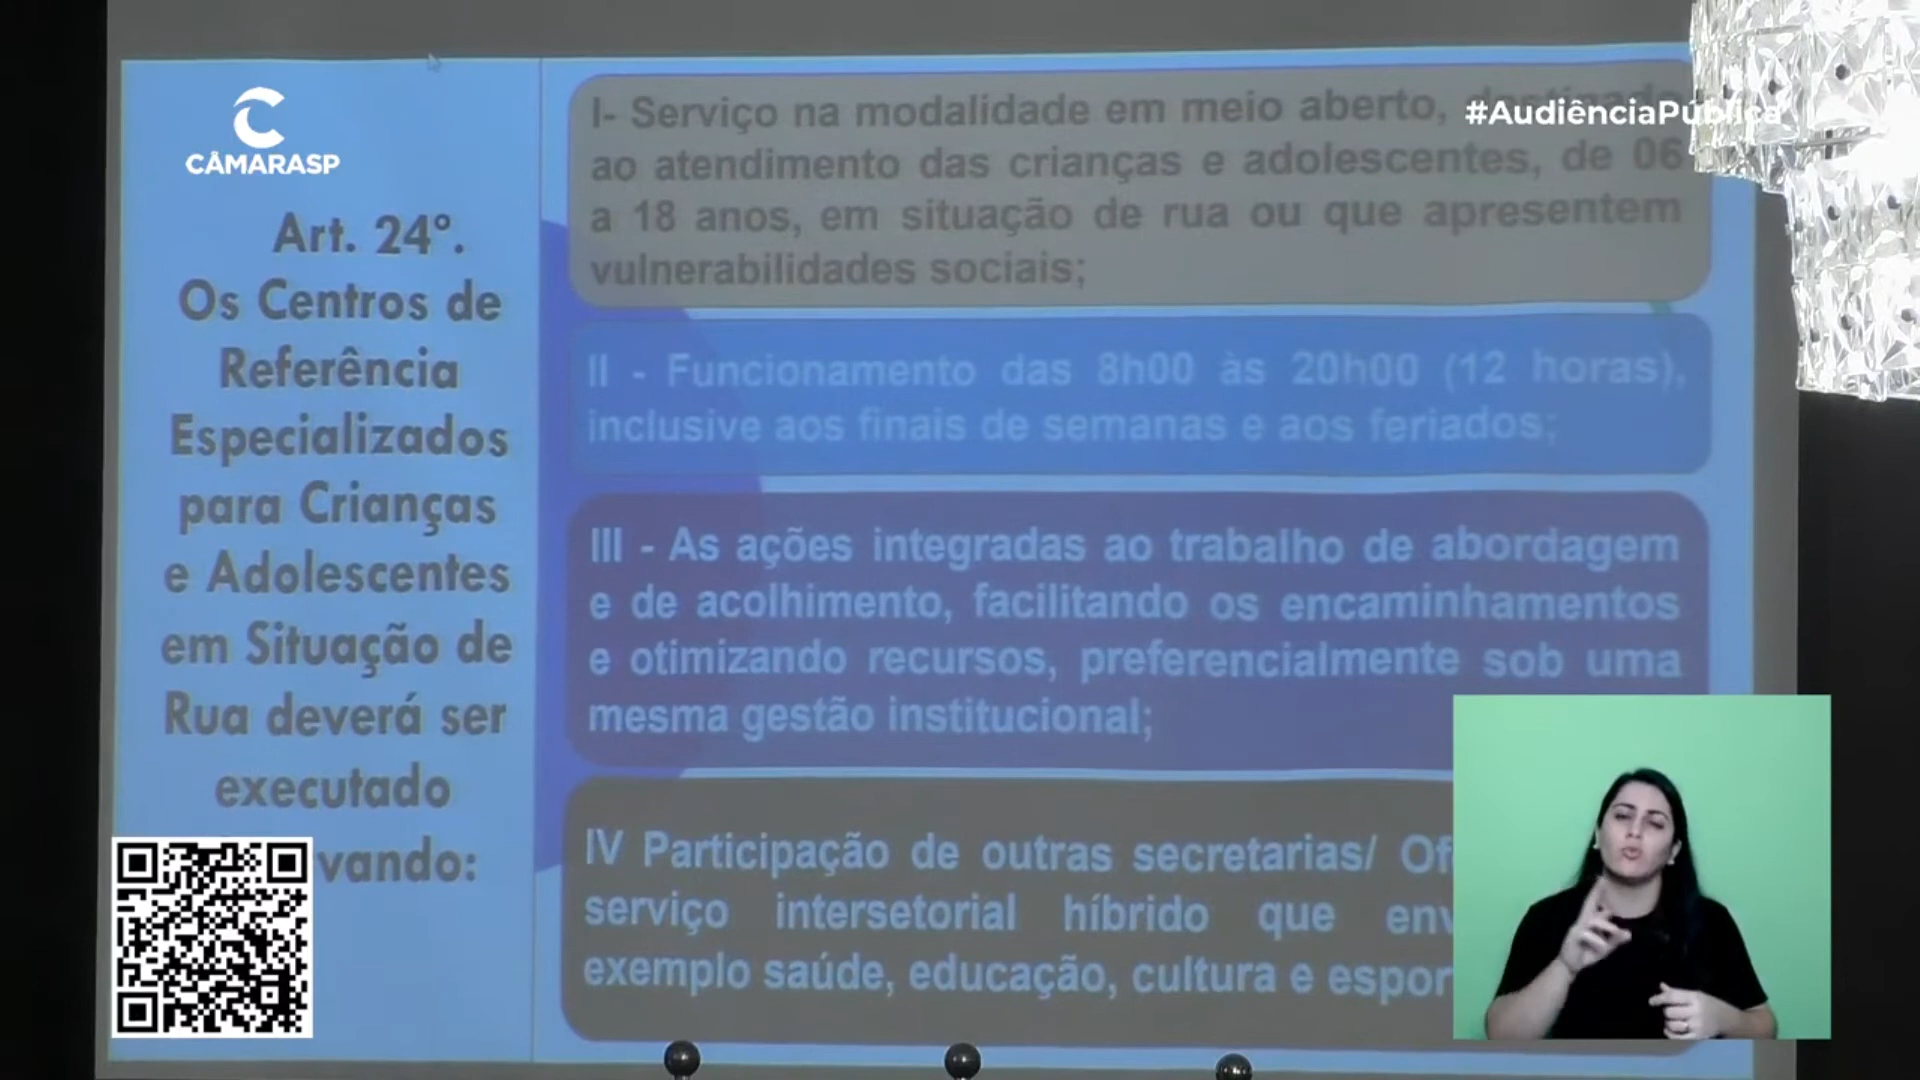 CÂMARASP
#AudiênciaPública
Art. 24º.
Os Centros de
Referência
Especializados
para Crianças
e Adolescentes
em Situação de
Rua deverá ser
executado
vando:
I- Serviço na modalidade em meio aberto, destinado
ao atendimento das crianças e adolescentes, de 06
a 18 anos, em situação de rua ou que apresentem
vulnerabilidades sociais;
II - Funcionamento das 8h00 às 20h00 (12 horas),
inclusive aos finais de semanas e aos feriados;
III - As ações integradas ao trabalho de abordagem
e de acolhimento, facilitando os encaminhamentos
e otimizando recursos, preferencialmente sob uma
mesma gestão institucional;
IV Participação de outras secretarias/ Of
serviço intersetorial híbrido que env
exemplo saúde, educação, cultura e espor